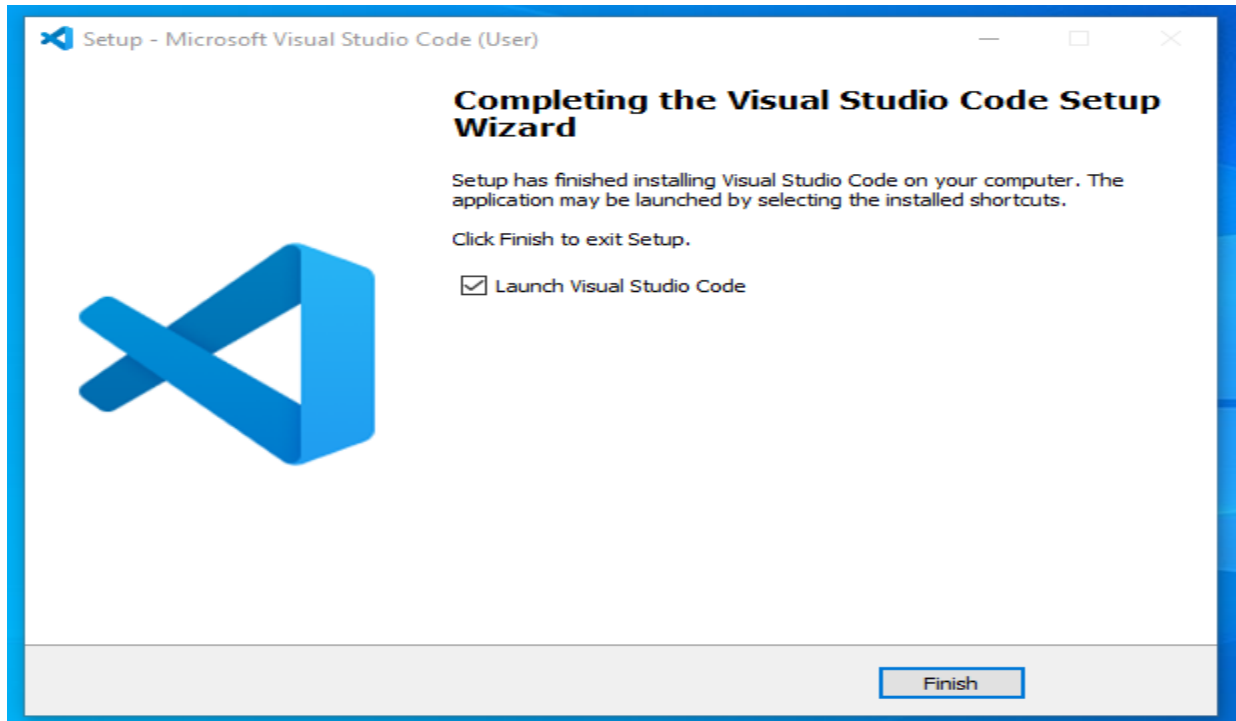 Setup - Microsoft Visual Studio Code (User)
Completing the Visual Studio Code Setup
Wizard
Setup has finished installing Visual Studio Code on your computer. The
application may be launched by selecting the installed shortcuts.
Click Finish to exit Setup.
Launch Visual Studio Code
Finish